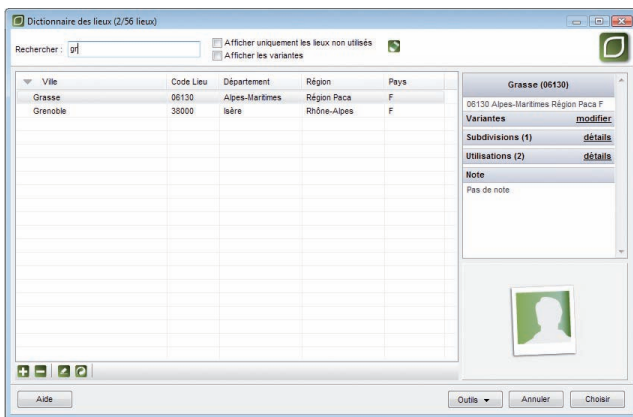 Dictionnaire des lieux (2/56 lieux)
Rechercher : gr
Afficher uniquement les lieux non utilisés
Afficher les variantes
Ville Code Lieu Département Région Pays
Grasse 06130 Alpes-Maritimes Région Paca F
Grenoble 38000 Isère Rhône-Alpes F
Grasse (06130)
06130 Alpes-Maritimes Région Paca F
Variantes modifier
Subdivisions (1) détails
Utilisations (2) détails
Note
Pas de note
Aide Outils Annuler Choisir